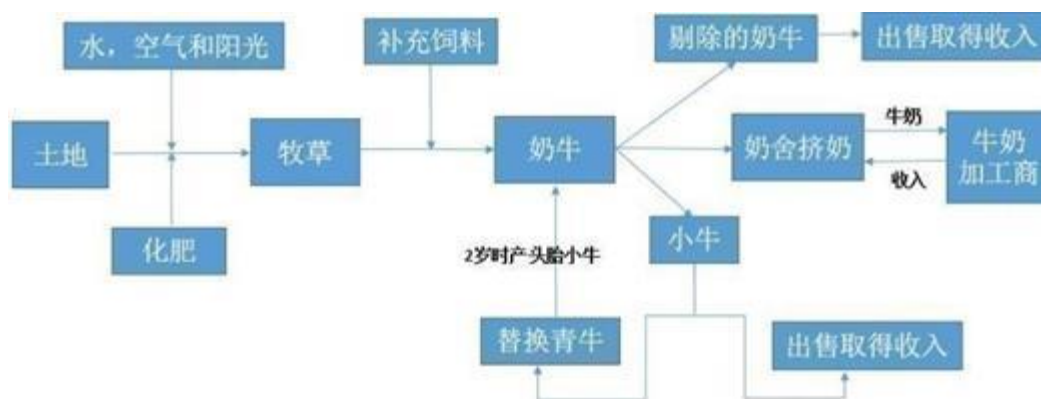 水，空气和阳光
补充饲料
剔除的奶牛
出售取得收入
土地
牧草
奶牛
奶舍挤奶
牛奶
收入
牛奶
加工商
化肥
2岁时产头胎小牛
小牛
替换青牛
出售取得收入